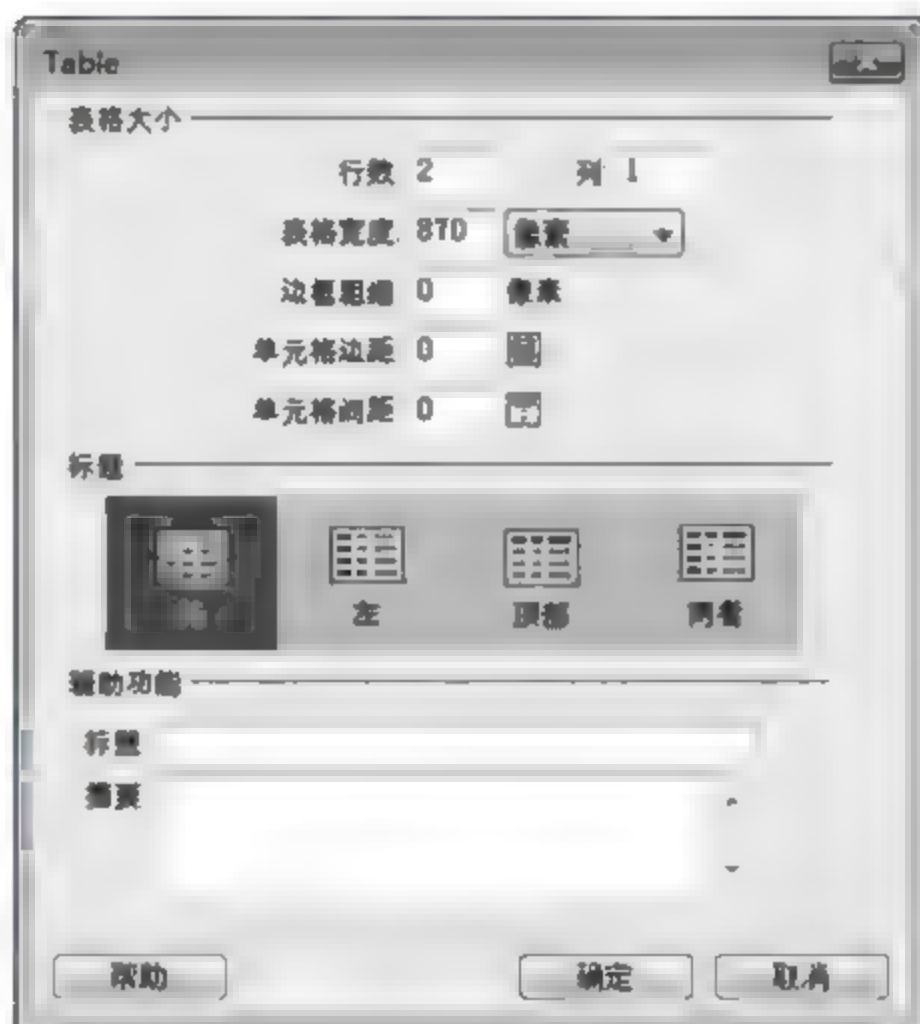 Table
表格大小
行数 2 列 1
表格宽度 870 像素
边框粗细 0 像素
单元格边距 0
单元格间距 0
标题
左 顶部 两者
辅助功能
标题
摘要
帮助 确定 取消